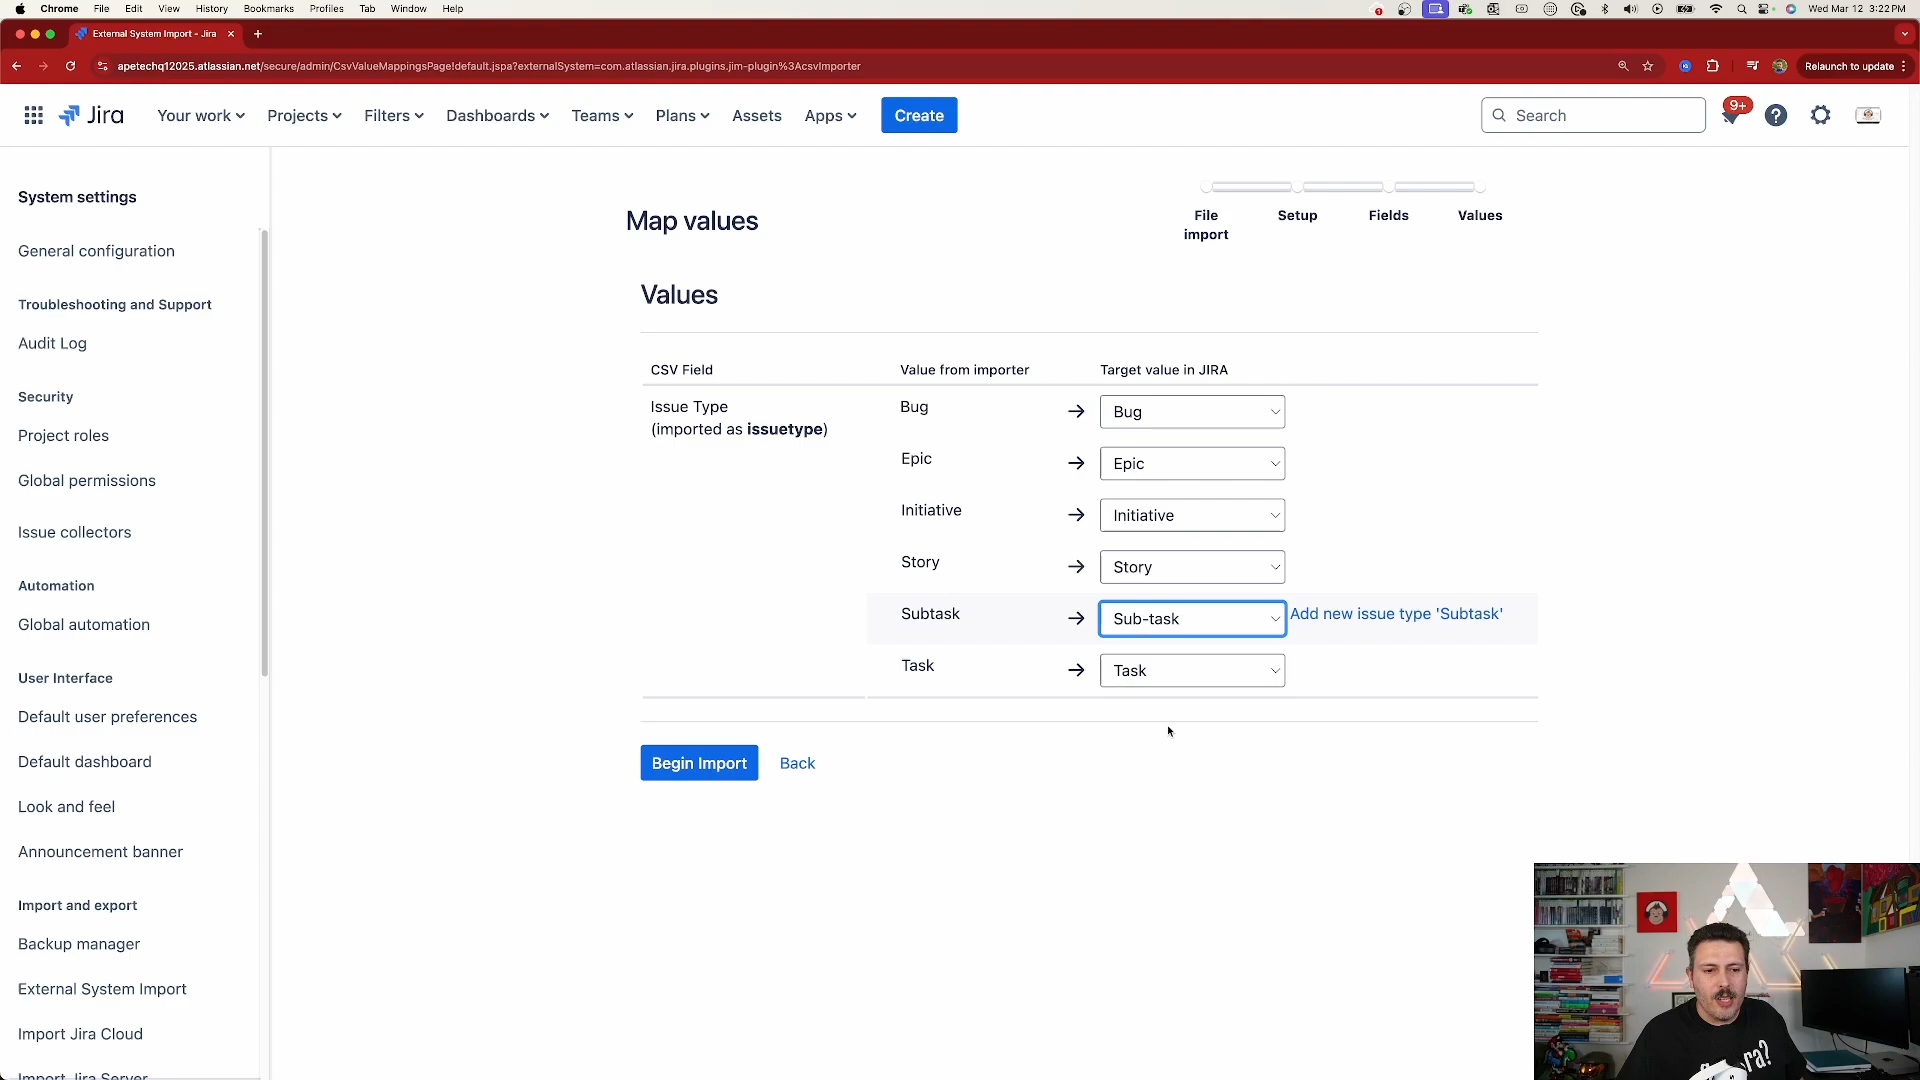 Chrome File Edit View History Bookmarks Profiles Tab Window Help
Wed Mar 12 3:22 PM
External System Import - Jira
apetechq12025.atlassian.net/secure/admin/CsvValueMappingsPage!default.jspa?externalSystem=com.atlassian.jira.plugins.jim-plugin%3AcsvImporter
Relaunch to update
Jira Your work Projects Filters Dashboards Teams Plans Assets Apps Create Search 9+
System settings
General configuration
Troubleshooting and Support
Audit Log
Security
Project roles
Global permissions
Issue collectors
Automation
Global automation
User Interface
Default user preferences
Default dashboard
Look and feel
Announcement banner
Import and export
Backup manager
External System Import
Import Jira Cloud
Import Jira Server
Map values
File import
Setup
Fields
Values
Values
CSV Field Value from importer Target value in JIRA
Issue Type
(imported as issuetype)
Bug → Bug
Epic → Epic
Initiative → Initiative
Story → Story
Subtask → Sub-task Add new issue type 'Subtask'
Task → Task
Begin Import Back